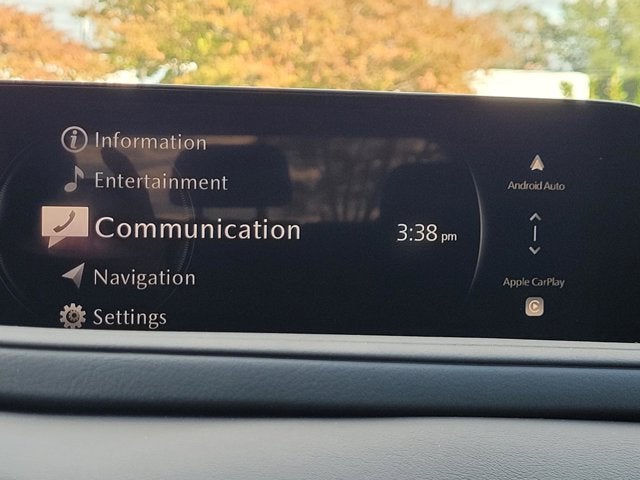 Information
Entertainment
Communication
3:38 pm
Navigation
Settings
Android Auto
Apple CarPlay